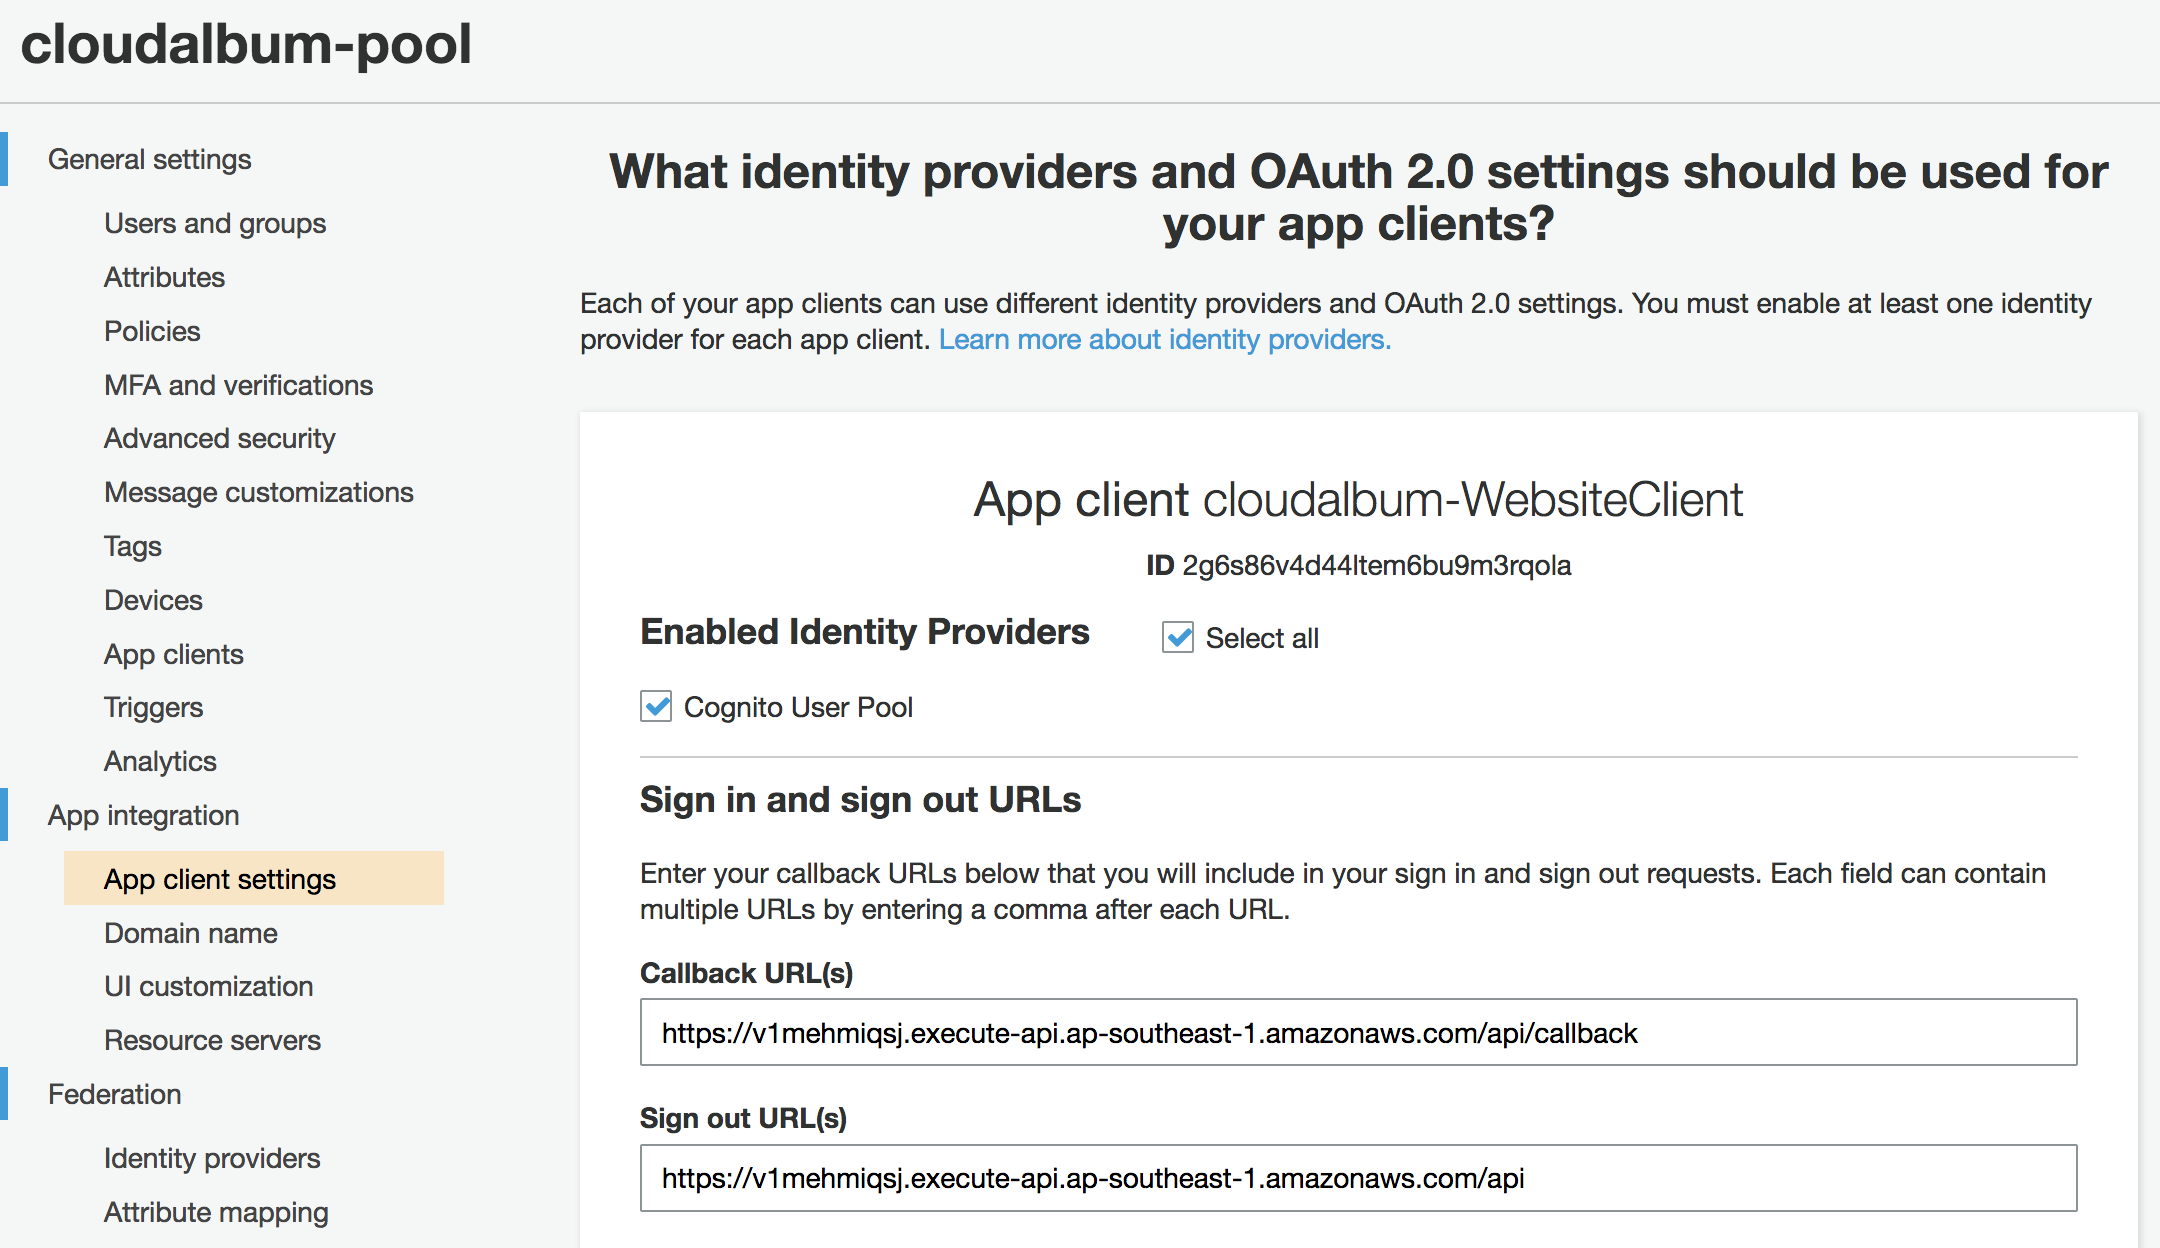 cloudalbum-pool
General settings
Users and groups
Attributes
Policies
MFA and verifications
Advanced security
Message customizations
Tags
Devices
App clients
Triggers
Analytics
App integration
App client settings
Domain name
UI customization
Resource servers
Federation
Identity providers
Attribute mapping
What identity providers and OAuth 2.0 settings should be used for
your app clients?
Each of your app clients can use different identity providers and OAuth 2.0 settings. You must enable at least one identity
provider for each app client. Learn more about identity providers.
App client cloudalbum-WebsiteClient
ID 2g6s86v4d44ltem6bu9m3rqola
Enabled Identity Providers
Select all
Cognito User Pool
Sign in and sign out URLs
Enter your callback URLs below that you will include in your sign in and sign out requests. Each field can contain
multiple URLs by entering a comma after each URL.
Callback URL(s)
https://v1mehmiqsj.execute-api.ap-southeast-1.amazonaws.com/api/callback
Sign out URL(s)
https://v1mehmiqsj.execute-api.ap-southeast-1.amazonaws.com/api